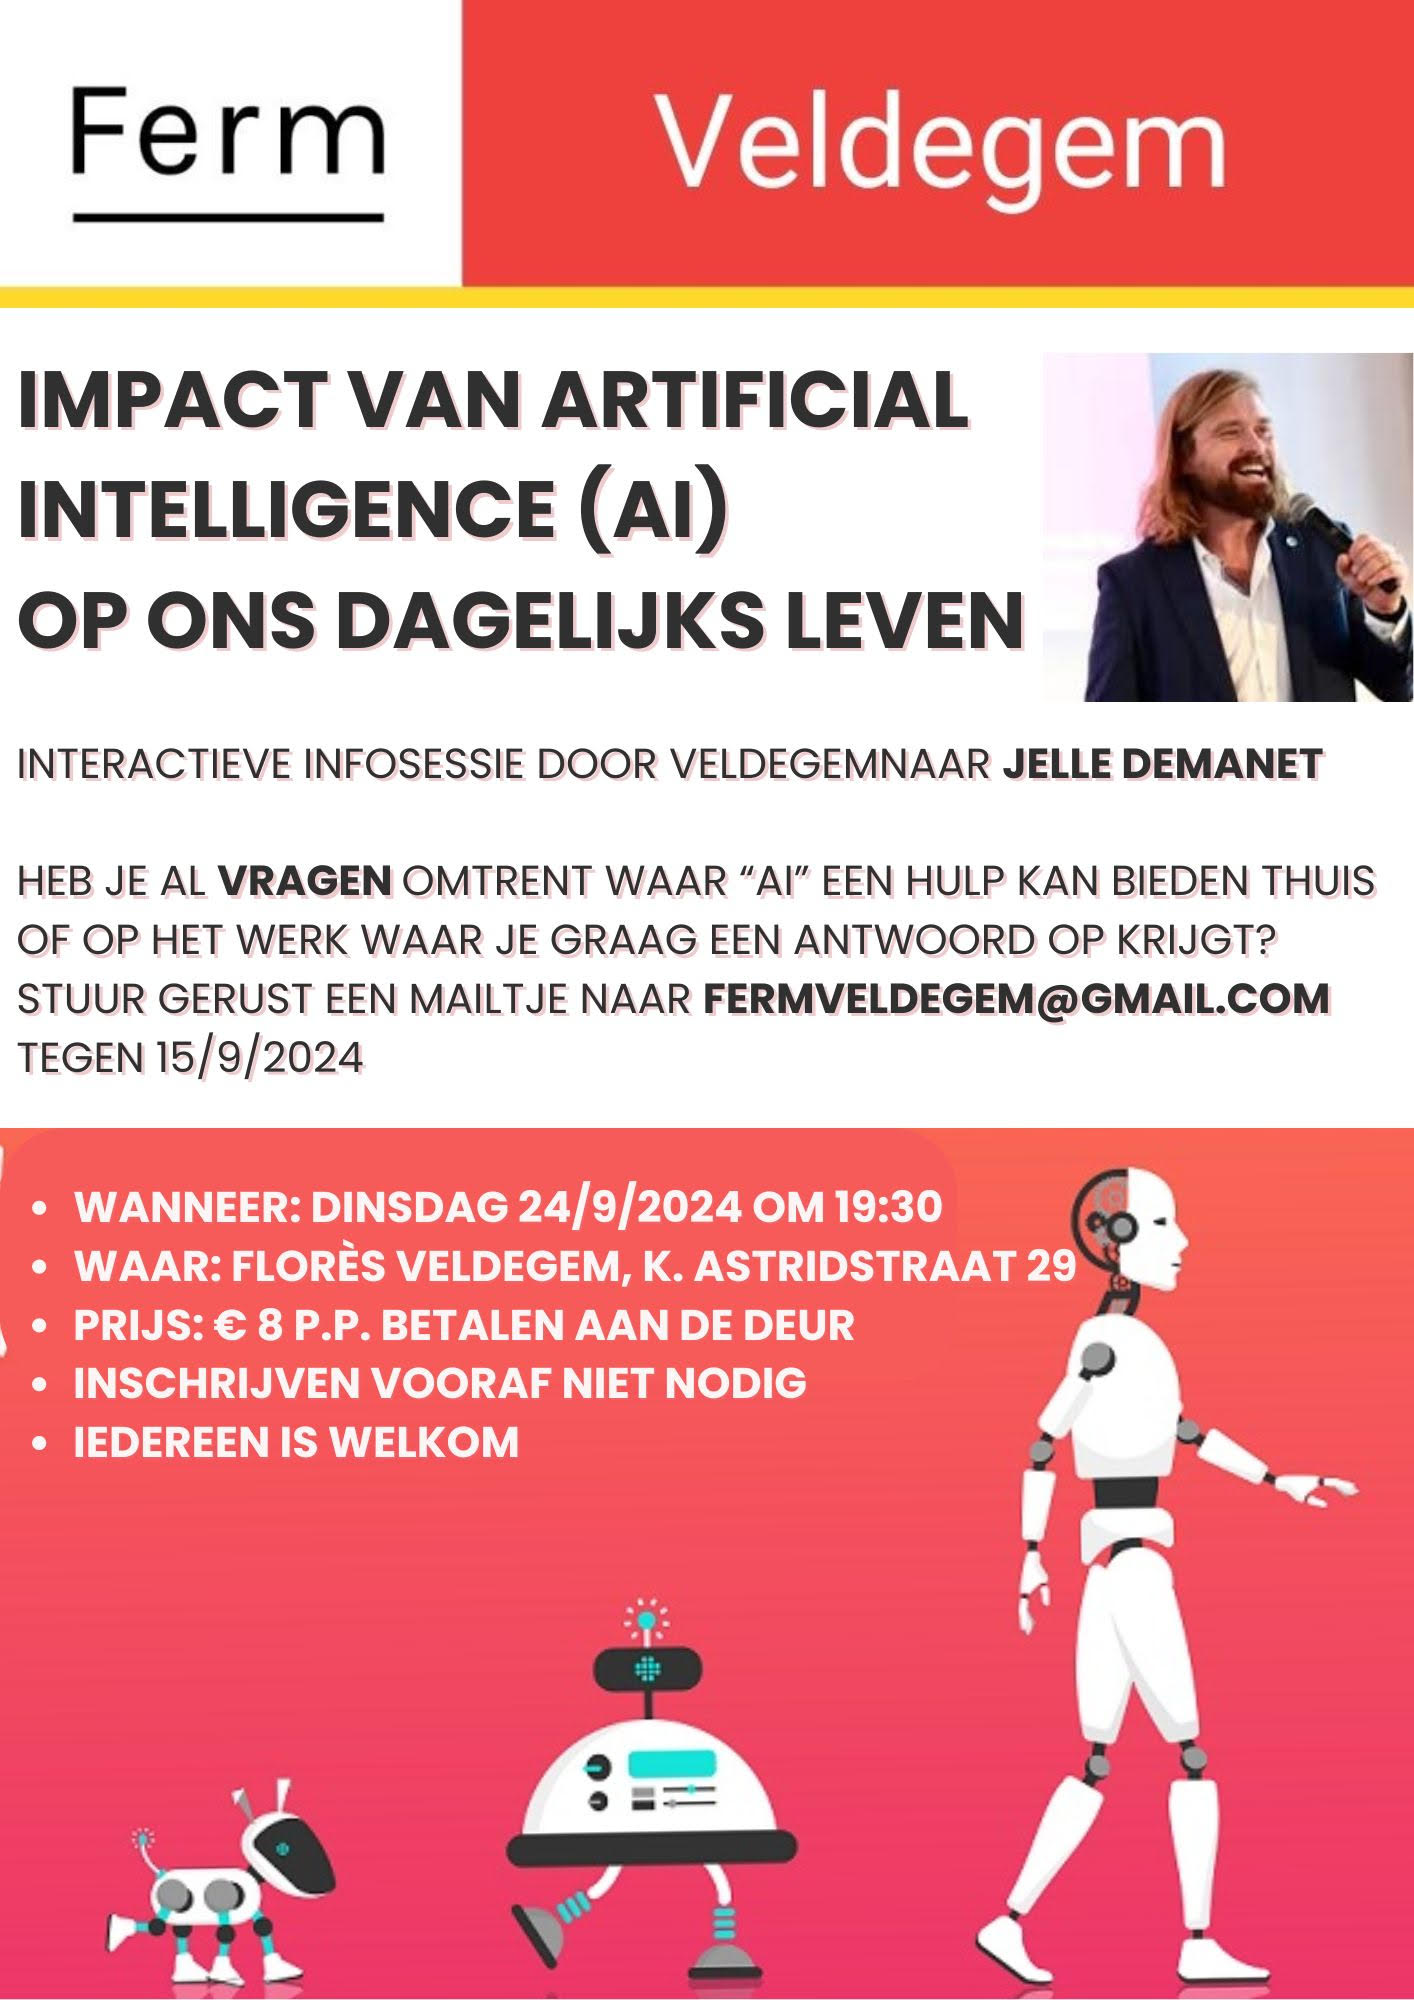 Ferm
Veldegem
IMPACT VAN ARTIFICIAL
INTELLIGENCE (AI)
OP ONS DAGELIJKS LEVEN
INTERACTIEVE INFOSESSIE DOOR VELDEGEMNAAR JELLE DEMANET
HEB JE AL VRAGEN OMTRENT WAAR “AI” EEN HULP KAN BIEDEN THUIS
OF OP HET WERK WAAR JE GRAAG EEN ANTWOORD OP KRIJGT?
STUUR GERUST EEN MAILTJE NAAR FERMVELDEGEM@GMAIL.COM
TEGEN 15/9/2024
• WANNEER: DINSDAG 24/9/2024 OM 19:30
• WAAR: FLORÈS VELDEGEM, K. ASTRIDSTRAAT 29
• PRIJS: € 8 P.P. BETALEN AAN DE DEUR
• INSCHRIJVEN VOORAF NIET NODIG
• IEDEREEN IS WELKOM